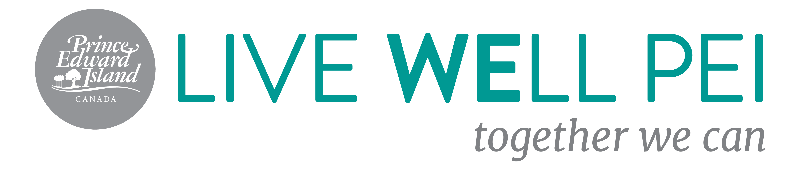 Prince
Edward
Island
CANADA
LIVE WELL PEI
together we can